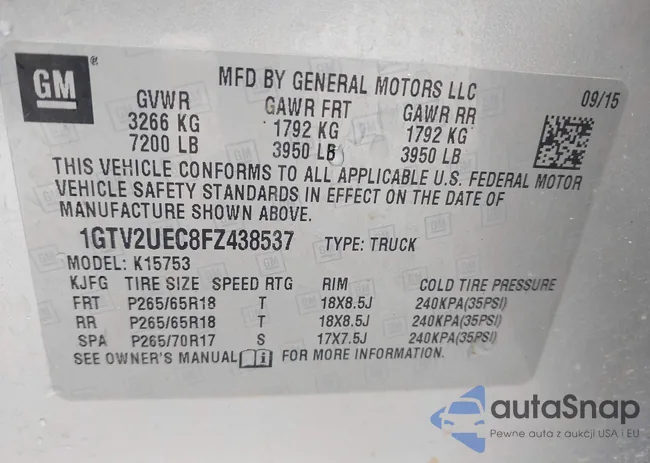 GM
MFD BY GENERAL MOTORS LLC
09/15
GVWR GAWR FRT GAWR RR
3266 KG 1792 KG 1792 KG
7200 LB 3950 LB 3950 LB
THIS VEHICLE CONFORMS TO ALL APPLICABLE U.S. FEDERAL MOTOR
VEHICLE SAFETY STANDARDS IN EFFECT ON THE DATE OF
MANUFACTURE SHOWN ABOVE.
1GTV2UEC8FZ438537 TYPE: TRUCK
MODEL: K15753
KJFG TIRE SIZE SPEED RTG RIM COLD TIRE PRESSURE
FRT P265/65R18 T 18X8.5J 240KPA(35PSI)
RR P265/65R18 T 18X8.5J 240KPA(35PSI)
SPA P265/70R17 S 17X7.5J 240KPA(35PSI)
SEE OWNER'S MANUAL FOR MORE INFORMATION.
autaSnap
Pewne auta z aukcji USA i EU